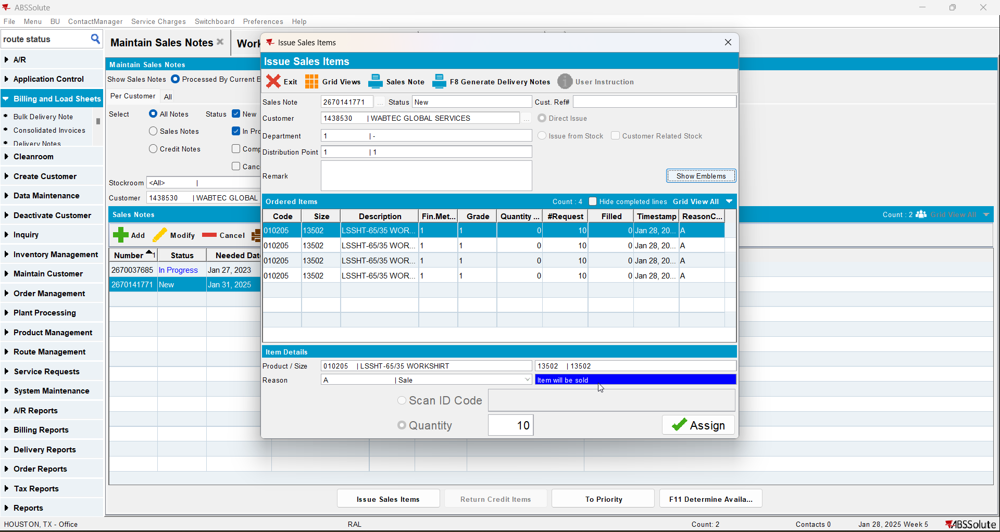 ABSSolute
File Menu BU ContactManager Service Charges Switchboard Preferences Help
route status
A/R
Application Control
Billing and Load Sheets
Bulk Delivery Note
Consolidated Invoices
Delivery Notes
Cleanroom
Create Customer
Data Maintenance
Deactivate Customer
Inquiry
Inventory Management
Maintain Customer
Order Management
Plant Processing
Product Management
Route Management
Service Requests
System Maintenance
A/R Reports
Billing Reports
Delivery Reports
Order Reports
Tax Reports
Reports
Maintain Sales Notes
Work
Maintain Sales Notes
Show Sales Notes Processed By Current B
Per Customer All
Select All Notes Status New
Sales Notes In Pro
Credit Notes Comp
Canc
Stockroom <All> |
Customer 1438530 | WABTEC GLOBAL
Sales Notes
Count : 2 Grid View All
Add Modify Cancel
Number 1 Status Needed Date
2670037685 In Progress Jan 27, 2023
2670141771 New Jan 31, 2025
Issue Sales Items
Issue Sales Items
Exit Grid Views Sales Note F8 Generate Delivery Notes User Instruction
Sales Note 2670141771 ... Status New Cust. Ref#
Customer 1438530 | WABTEC GLOBAL SERVICES ... Direct Issue
Department 1 | - Issue from Stock Customer Related Stock
Distribution Point 1 | 1
Remark
Show Emblems
Ordered Items Count : 4 Hide completed lines Grid View All
Code Size Description Fin.Met... Grade Quantity ... #Request Filled Timestamp ReasonC...
010205 13502 LSSHT-65/35 WOR... 1 1 0 10 0 Jan 28, 20... A
010205 13502 LSSHT-65/35 WOR... 1 1 0 10 0 Jan 28, 20... A
010205 13502 LSSHT-65/35 WOR... 1 1 0 10 0 Jan 28, 20... A
010205 13502 LSSHT-65/35 WOR... 1 1 0 10 0 Jan 28, 20... A
Item Details
Product / Size 010205 | LSSHT-65/35 WORKSHIRT 13502 | 13502
Reason A | Sale Item will be sold
Scan ID Code
Quantity 10 Assign
Issue Sales Items Return Credit Items To Priority F11 Determine Availa...
HOUSTON, TX - Office RAL Count: 2 Contacts 0 Jan 28, 2025 Week 5 ABSSolute